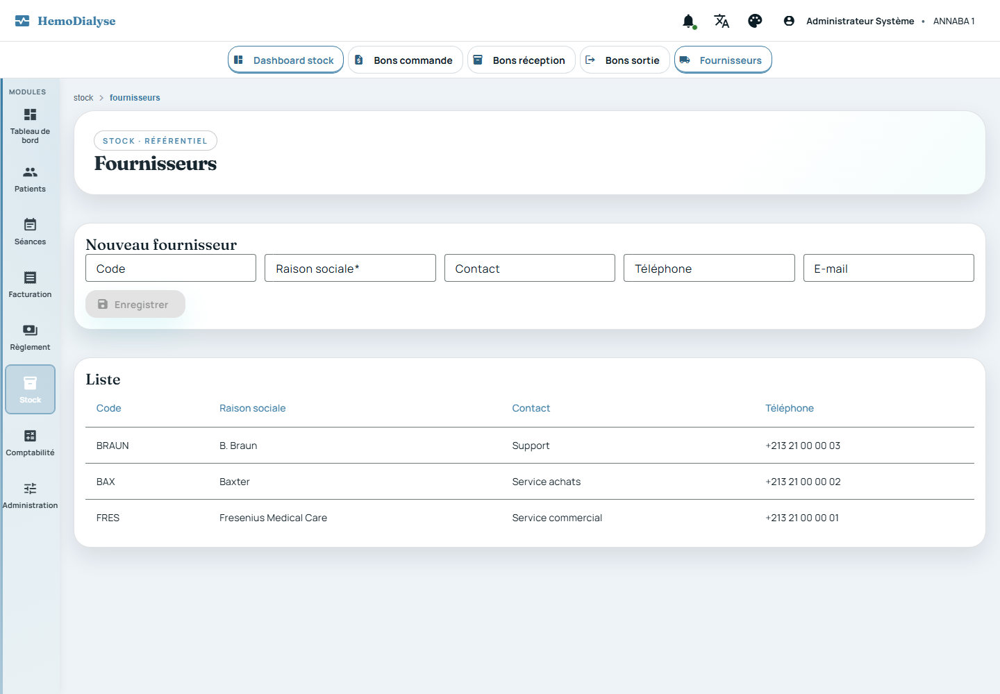 HemoDialyse
Administrateur Système • ANNABA 1
Dashboard stock
Bons commande
Bons réception
Bons sortie
Fournisseurs
MODULES
Tableau de
bord
Patients
Séances
Facturation
Règlement
Stock
Comptabilité
Administration
stock > fournisseurs
STOCK · RÉFÉRENTIEL
Fournisseurs
Nouveau fournisseur
Code
Raison sociale*
Contact
Téléphone
E-mail
Enregistrer
Liste
Code Raison sociale Contact Téléphone
BRAUN B. Braun Support +213 21 00 00 03
BAX Baxter Service achats +213 21 00 00 02
FRES Fresenius Medical Care Service commercial +213 21 00 00 01